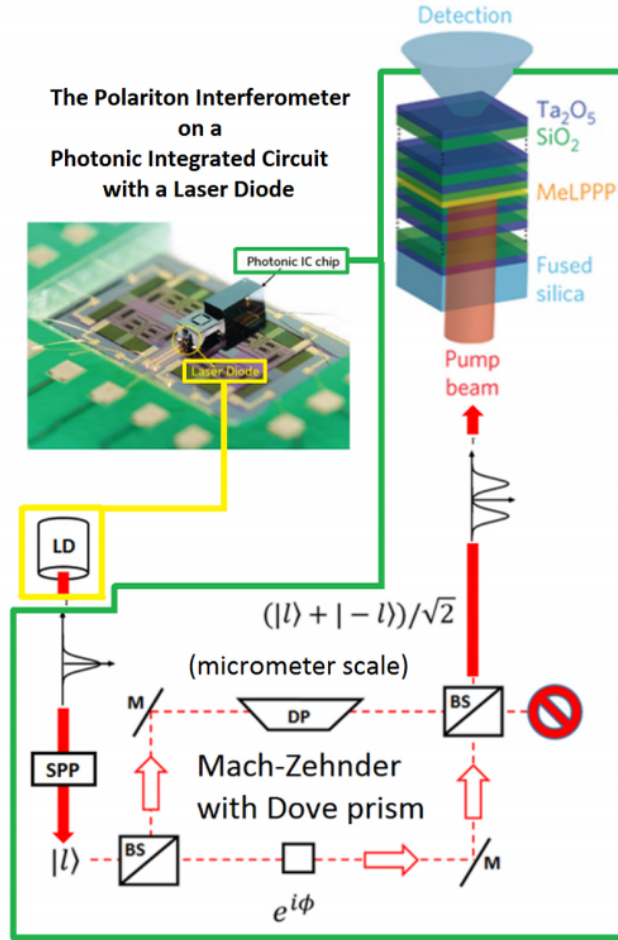 Detection
The Polariton Interferometer
on a
Photonic Integrated Circuit
with a Laser Diode
Ta₂O₅
SiO₂
MeLPPP
Fused
silica
Pump
beam
Photonic IC chip
Laser Diode
LD
(|l⟩ + |−l⟩)/√2
(micrometer scale)
M
DP
BS
SPP
Mach-Zehnder
with Dove prism
|l⟩
BS
M
e^{iϕ}